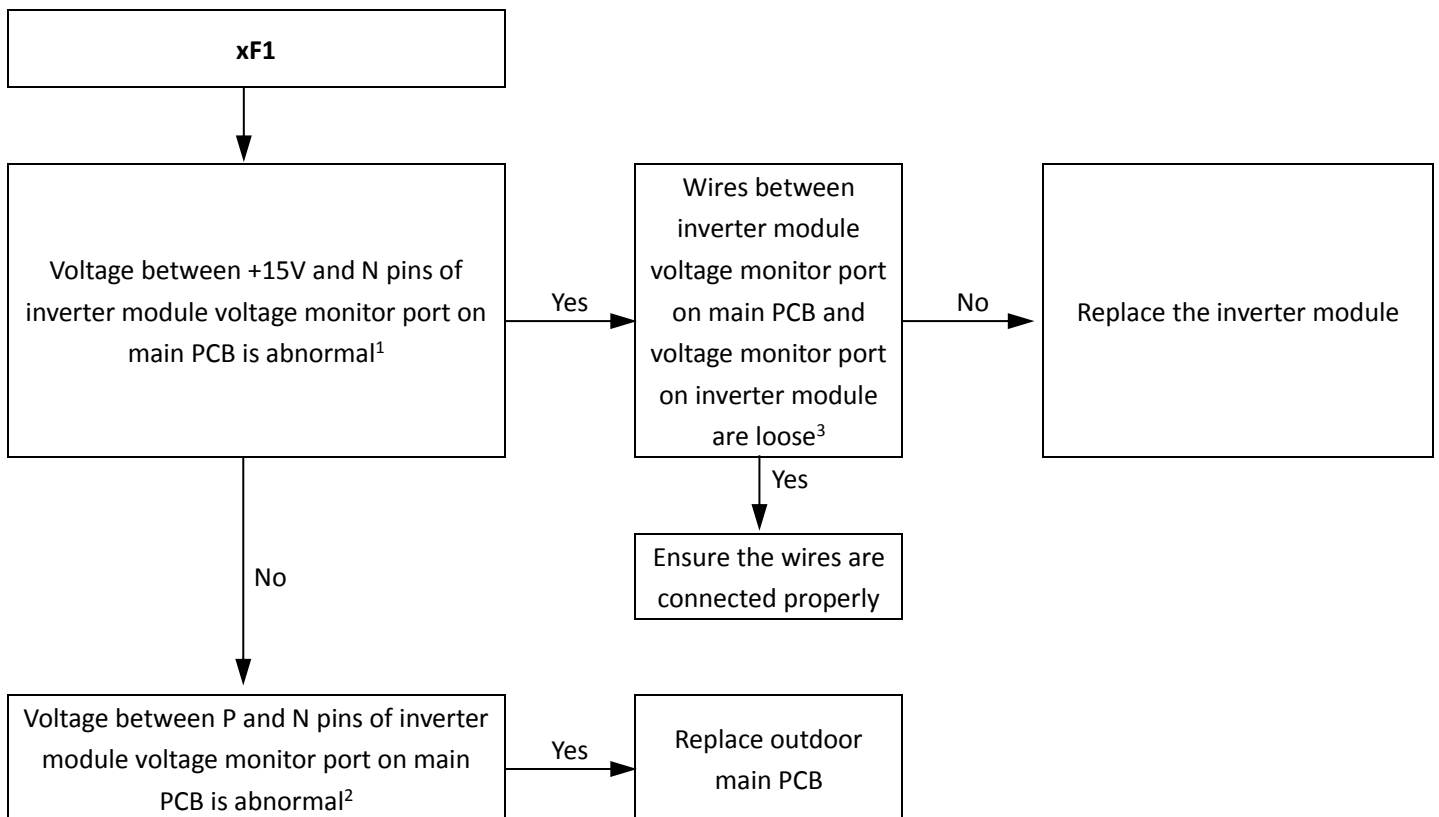 xF1
Voltage between +15V and N pins of
inverter module voltage monitor port on
main PCB is abnormal¹
Yes
Wires between
inverter module
voltage monitor port
on main PCB and
voltage monitor port
on inverter module
are loose³
No
Replace the inverter module
Yes
Ensure the wires are
connected properly
No
Voltage between P and N pins of inverter
module voltage monitor port on main
PCB is abnormal²
Yes
Replace outdoor
main PCB